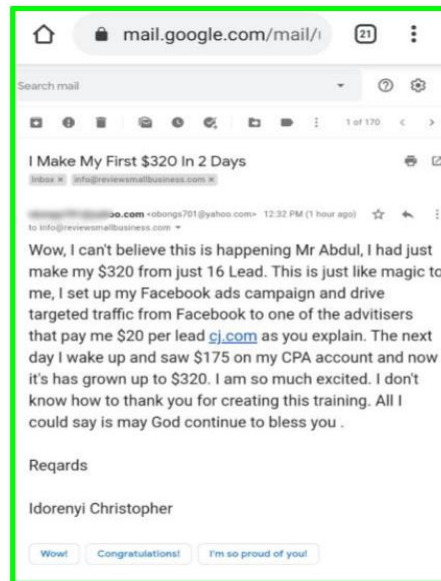 mail.google.com/mail/
21
Search mail
1 of 170
I Make My First $320 In 2 Days
Inbox x info@reviewsmallbusiness.com x
oo.com <obongs701@yahoo.com> 12:32 PM (1 hour ago)
to info@reviewsmallbusiness.com
Wow, I can't believe this is happening Mr Abdul, I had just
make my $320 from just 16 Lead. This is just like magic to
me, I set up my Facebook ads campaign and drive
targeted traffic from Facebook to one of the advitisers
that pay me $20 per lead cj.com as you explain. The next
day I wake up and saw $175 on my CPA account and now
it's has grown up to $320. I am so much excited. I don't
know how to thank you for creating this training. All I
could say is may God continue to bless you .
Reqards
Idorenyi Christopher
Wow!
Congratulations!
I'm so proud of you!